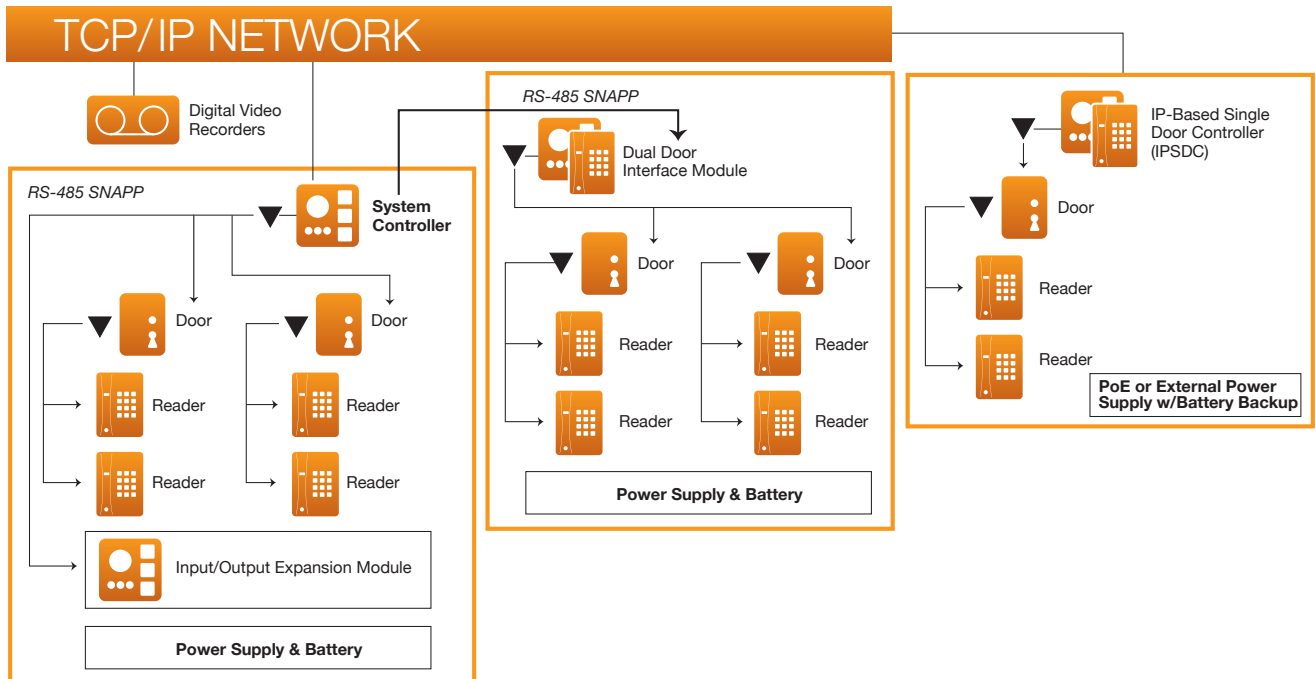 TCP/IP NETWORK
Digital Video
Recorders
RS-485 SNAPP
System
Controller
Door
Door
Reader
Reader
Reader
Reader
Input/Output Expansion Module
Power Supply & Battery
RS-485 SNAPP
Dual Door
Interface Module
Door
Door
Reader
Reader
Reader
Reader
Power Supply & Battery
IP-Based Single
Door Controller
(IPSDC)
Door
Reader
Reader
PoE or External Power
Supply w/Battery Backup